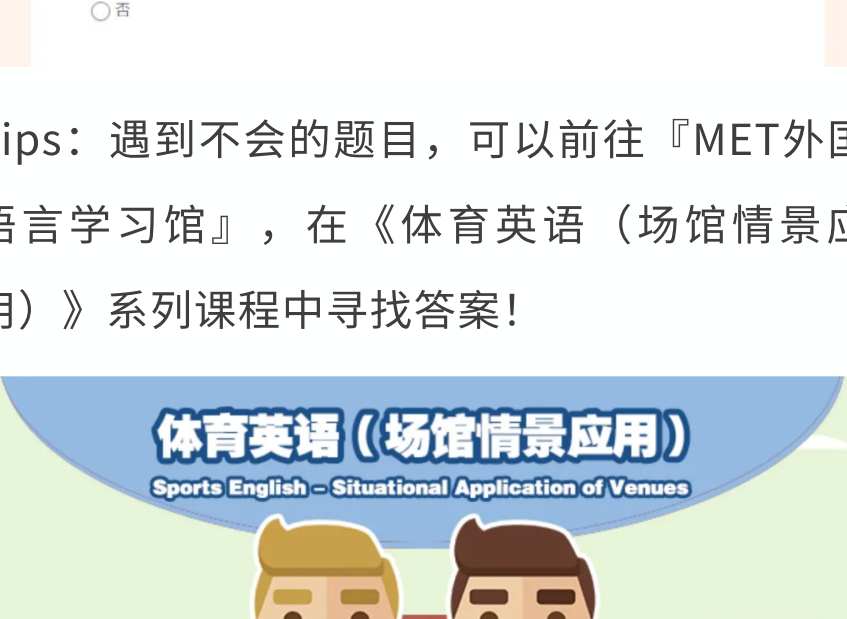 否
ips：遇到不会的题目，可以前往『MET外国
语言学习馆』，在《体育英语（场馆情景应
用）》系列课程中寻找答案！
体育英语（场馆情景应用）
Sports English – Situational Application of Venues